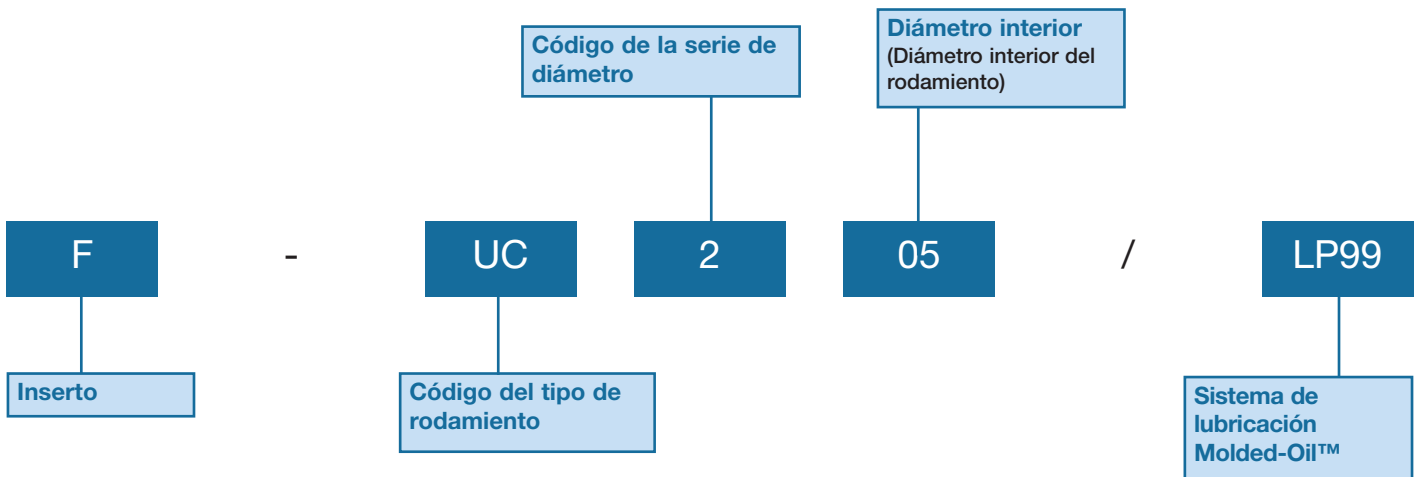 Código de la serie de
diámetro
Diámetro interior
(Diámetro interior del
rodamiento)
F - UC 2 05 / LP99
Inserto
Código del tipo de
rodamiento
Sistema de
lubricación
Molded-Oil™